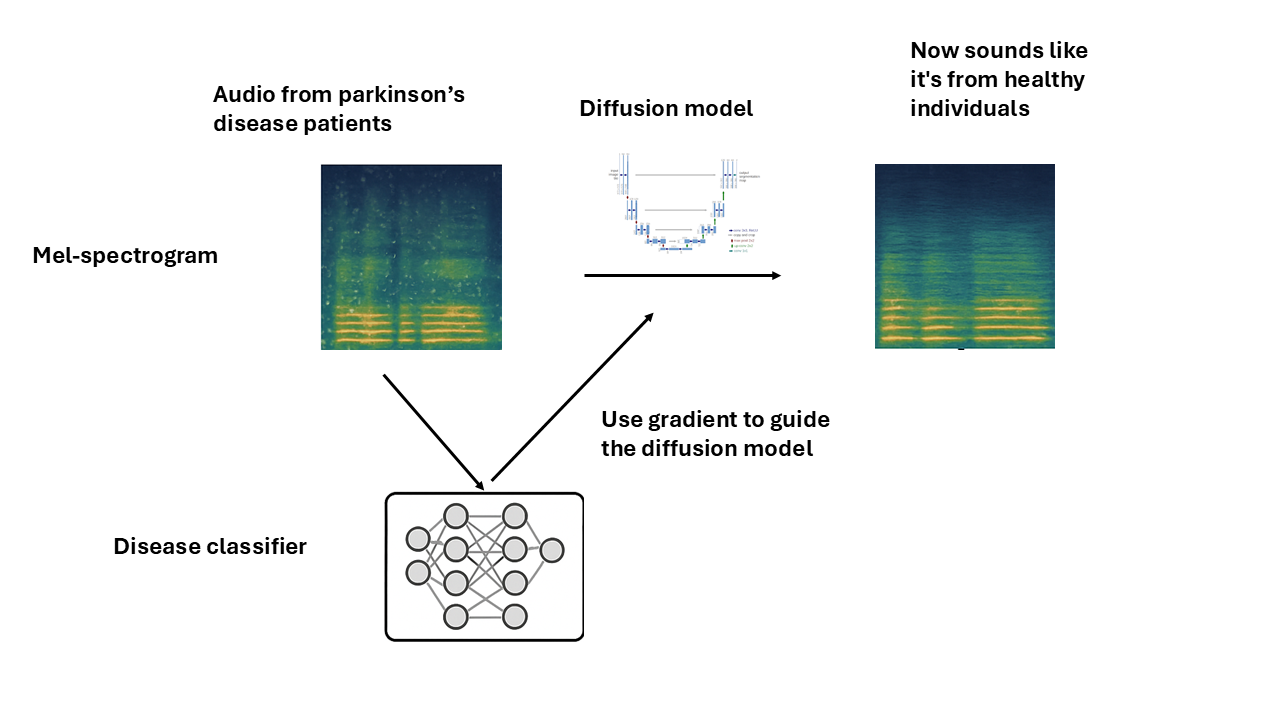 Now sounds like
it's from healthy
individuals
Audio from parkinson’s
disease patients
Diffusion model
Mel-spectrogram
Use gradient to guide
the diffusion model
Disease classifier